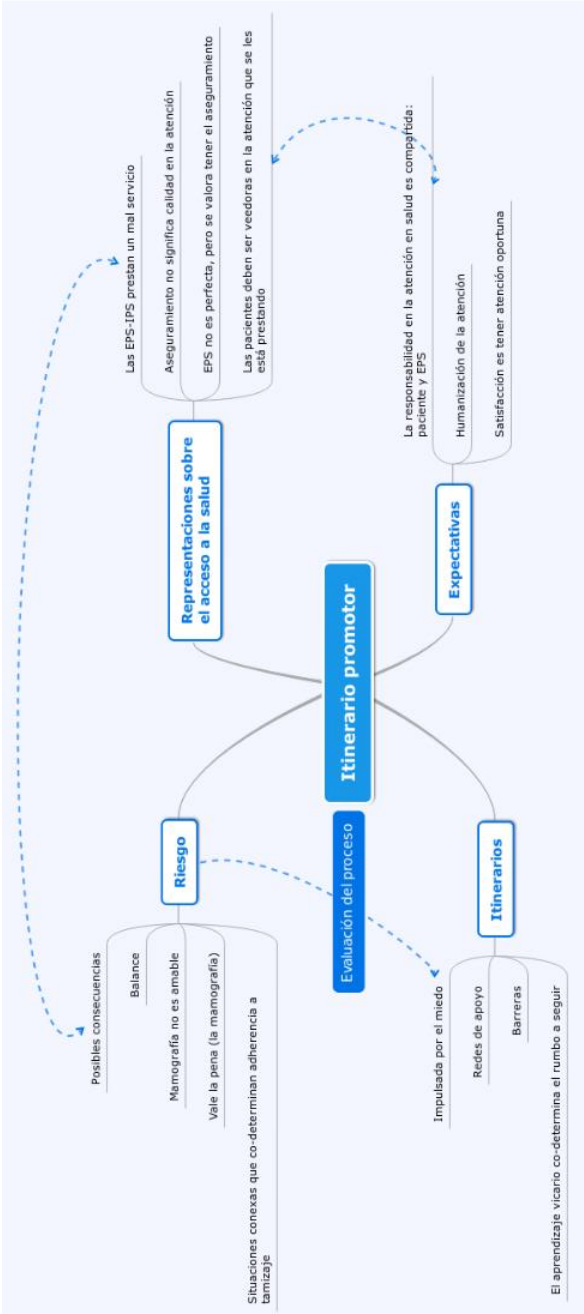 Itinerario promotor
Evaluación del proceso
Riesgo
Posibles consecuencias
Balance
Mamografía no es amable
Vale la pena (la mamografía)
Situaciones conexas que co-determinan adherencia a
tamizaje
Itinerarios
Impulsada por el miedo
Redes de apoyo
Barreras
El aprendizaje vicario co-determina el rumbo a seguir
Representaciones sobre
el acceso a la salud
Las EPS-IPS prestan un mal servicio
Aseguramiento no significa calidad en la atención
EPS no es perfecta, pero se valora tener el aseguramiento
Las pacientes deben ser veedoras en la atención que se les
está prestando
Expectativas
La responsabilidad en la atención en salud es compartida:
paciente y EPS
Humanización de la atención
Satisfacción es tener atención oportuna